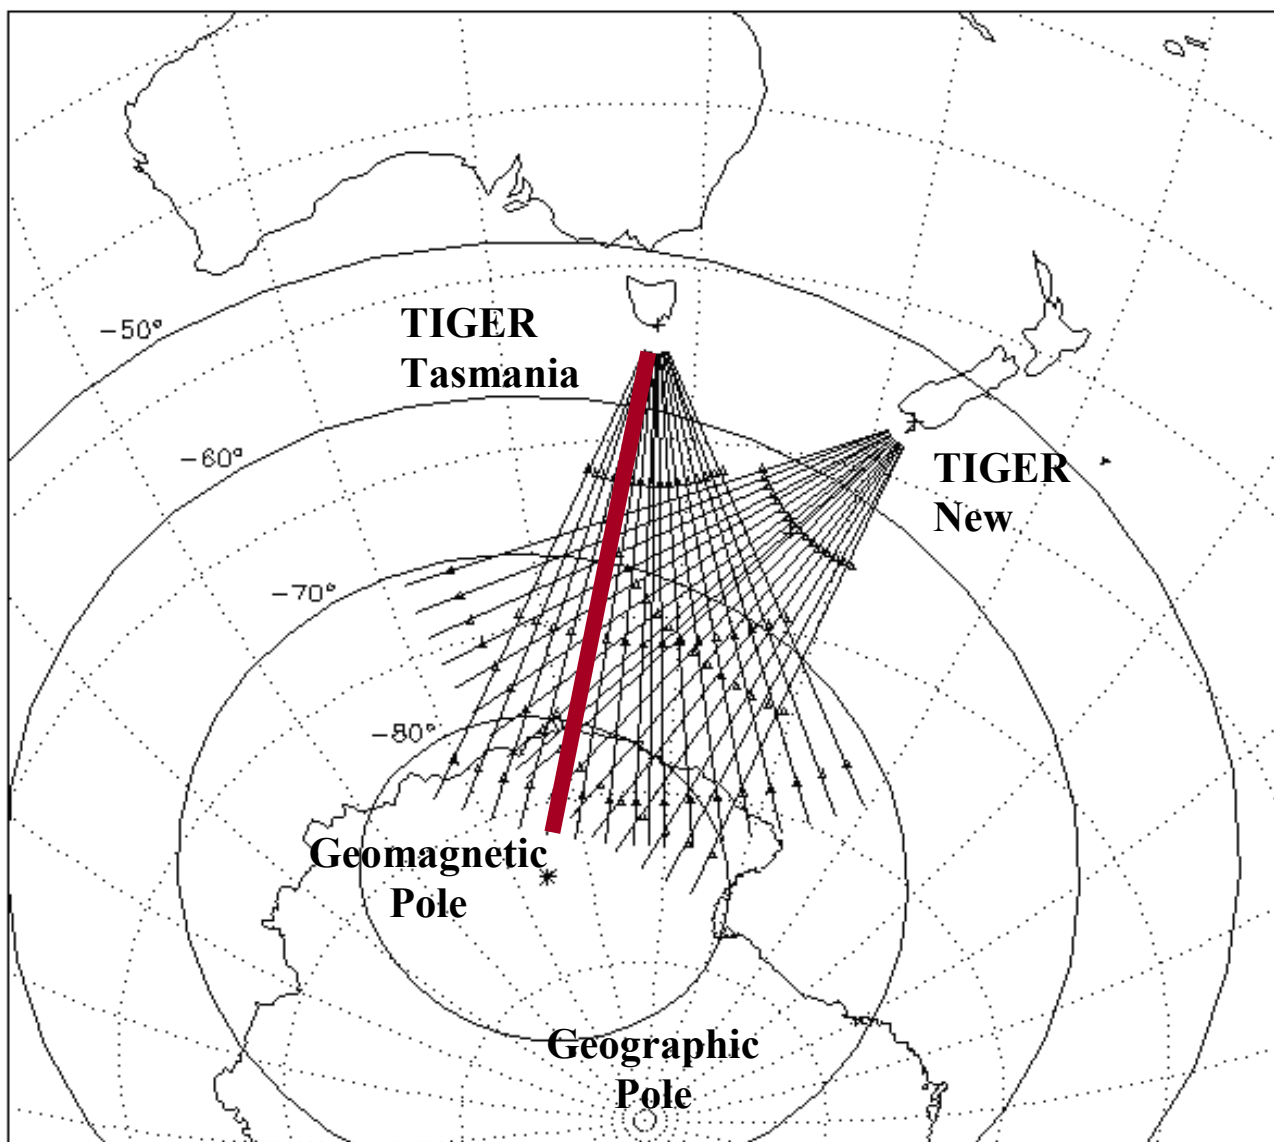 -50°
TIGER
Tasmania
-60°
TIGER
New
-70°
-80°
Geomagnetic
Pole
Geographic
Pole